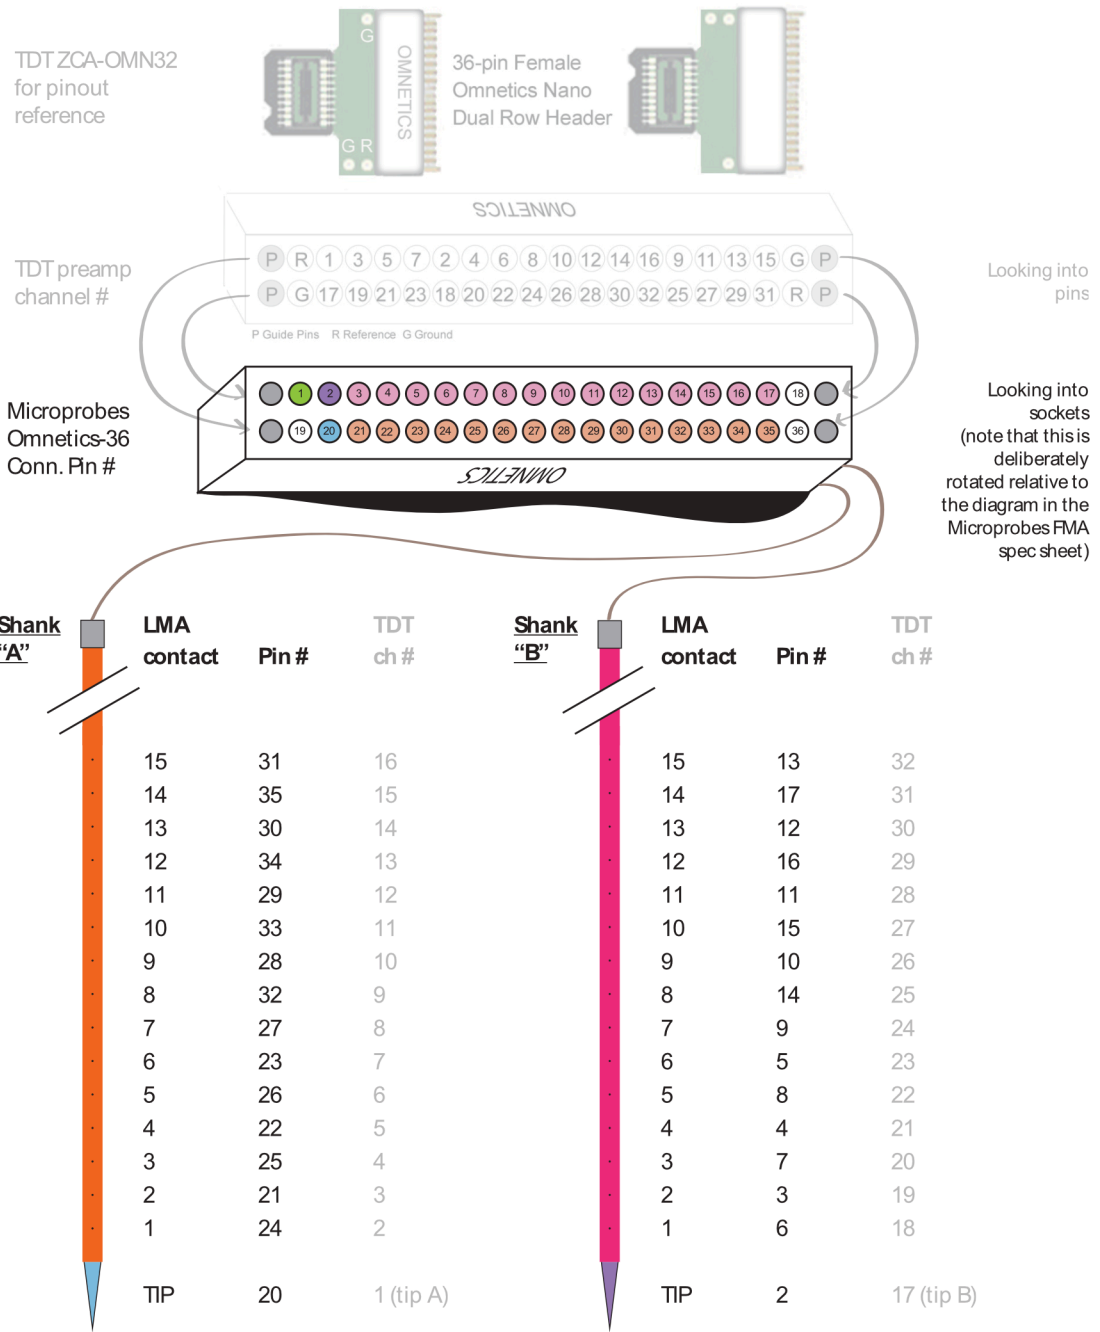 TDT ZCA-OMN32
for pinout
reference
G
OMNETICS
G R
36-pin Female
Omnetics Nano
Dual Row Header
OMNETICS
TDT preamp
channel #
P R 1 3 5 7 2 4 6 8 10 12 14 16 9 11 13 15 G P
P G 17 19 21 23 18 20 22 24 26 28 30 32 25 27 29 31 R P
Looking into
pins
P Guide Pins R Reference G Ground
Microprobes
Omnetics-36
Conn. Pin #
1 2 3 4 5 6 7 8 9 10 11 12 13 14 15 16 17 18
19 20 21 22 23 24 25 26 27 28 29 30 31 32 33 34 35 36
OMNETICS
Looking into
sockets
(note that this is
deliberately
rotated relative to
the diagram in the
Microprobes FMA
spec sheet)
Shank
"A"
LMA
contact Pin # TDT
ch #
15 31 16
14 35 15
13 30 14
12 34 13
11 29 12
10 33 11
9 28 10
8 32 9
7 27 8
6 23 7
5 26 6
4 22 5
3 25 4
2 21 3
1 24 2
TIP 20 1 (tip A)
Shank
"B"
LMA
contact Pin # TDT
ch #
15 13 32
14 17 31
13 12 30
12 16 29
11 11 28
10 15 27
9 10 26
8 14 25
7 9 24
6 5 23
5 8 22
4 4 21
3 7 20
2 3 19
1 6 18
TIP 2 17 (tip B)